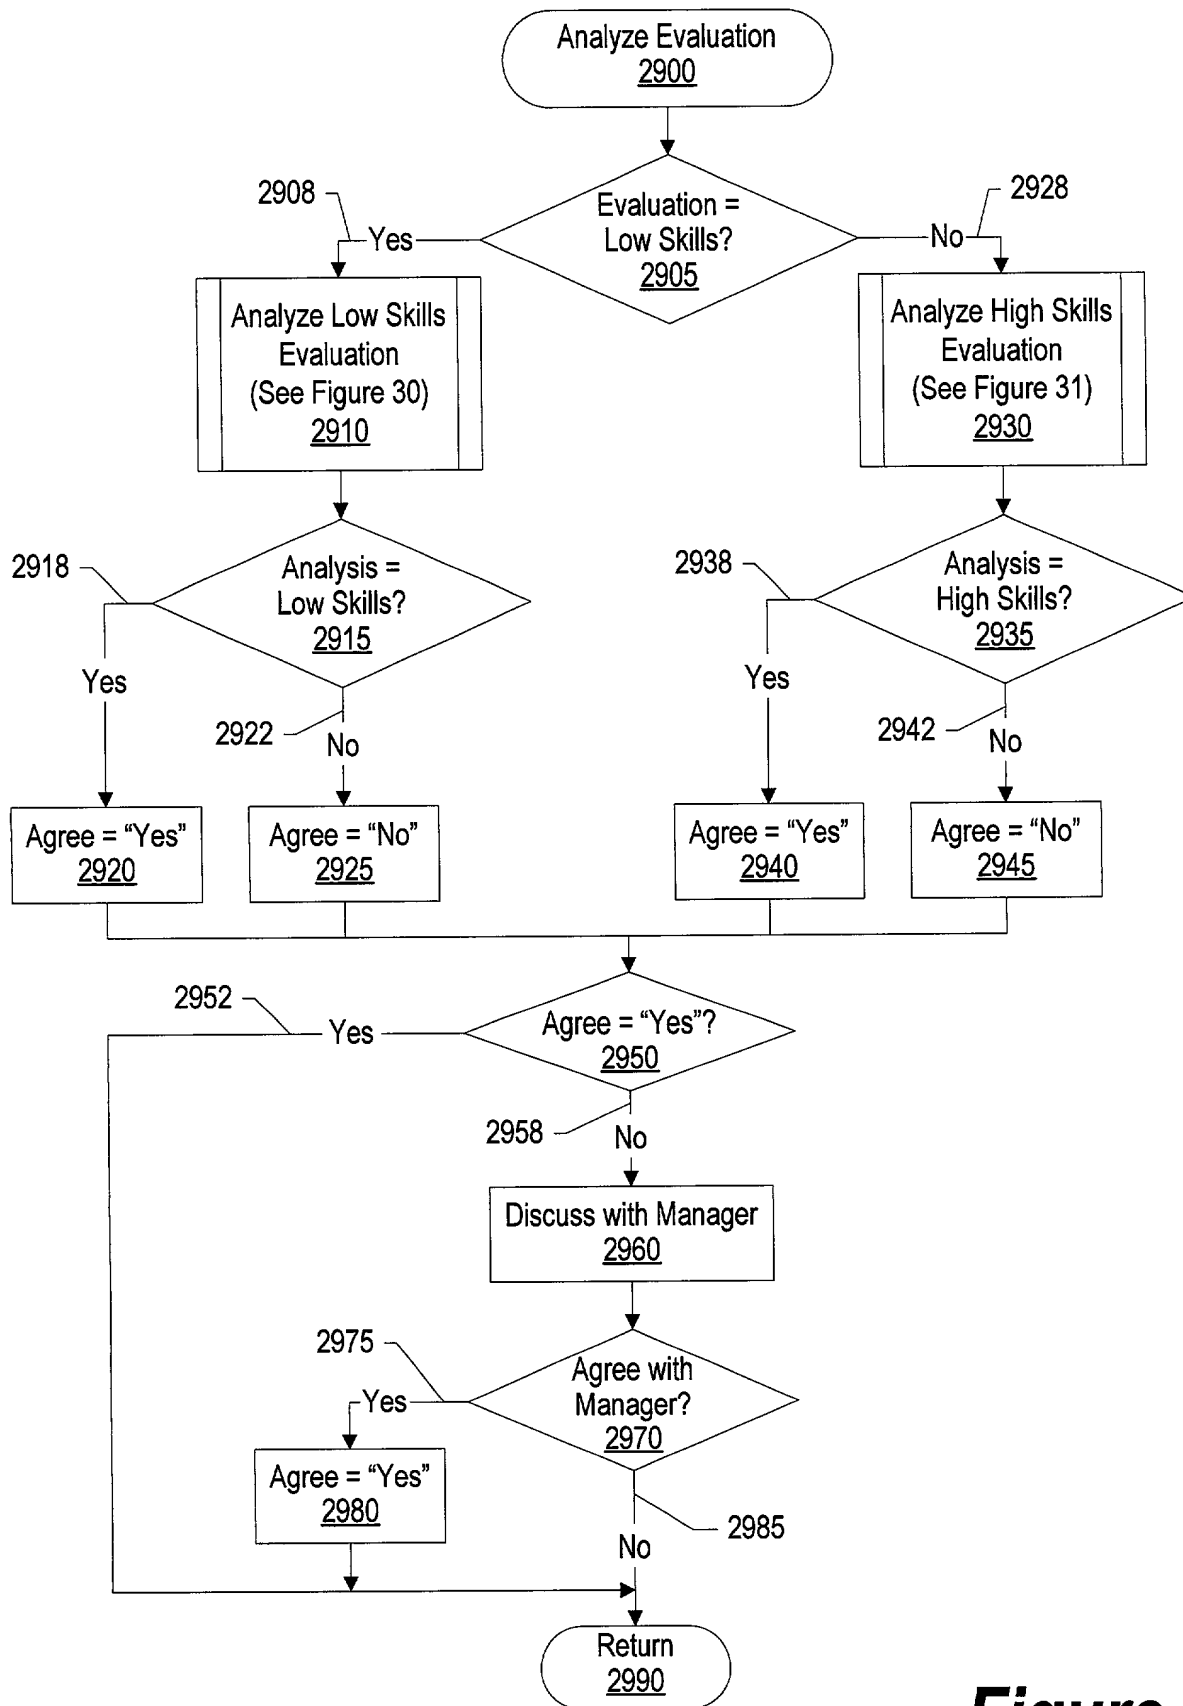 Analyze Evaluation
2900
2908
2928
Evaluation =
Low Skills?
2905
Yes
No
Analyze Low Skills
Evaluation
(See Figure 30)
2910
Analyze High Skills
Evaluation
(See Figure 31)
2930
2918
Analysis =
Low Skills?
2915
2938
Analysis =
High Skills?
2935
Yes
2922
No
Yes
2942
No
Agree = “Yes”
2920
Agree = “No”
2925
Agree = “Yes”
2940
Agree = “No”
2945
2952
Yes
Agree = “Yes”?
2950
2958
No
Discuss with Manager
2960
2975
Yes
Agree with
Manager?
2970
Agree = “Yes”
2980
2985
No
Return
2990
Figure